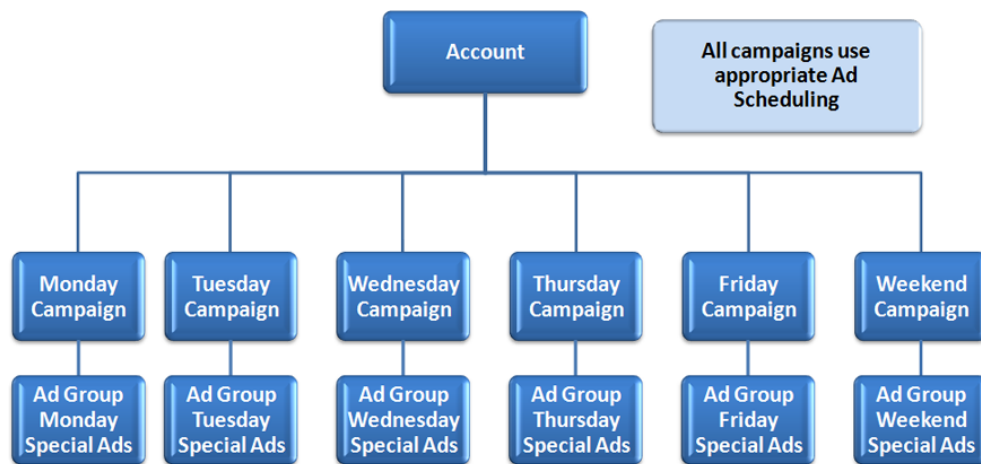 Account
All campaigns use
appropriate Ad
Scheduling
Monday
Campaign
Tuesday
Campaign
Wednesday
Campaign
Thursday
Campaign
Friday
Campaign
Weekend
Campaign
Ad Group
Monday
Special Ads
Ad Group
Tuesday
Special Ads
Ad Group
Wednesday
Special Ads
Ad Group
Thursday
Special Ads
Ad Group
Friday
Special Ads
Ad Group
Weekend
Special Ads